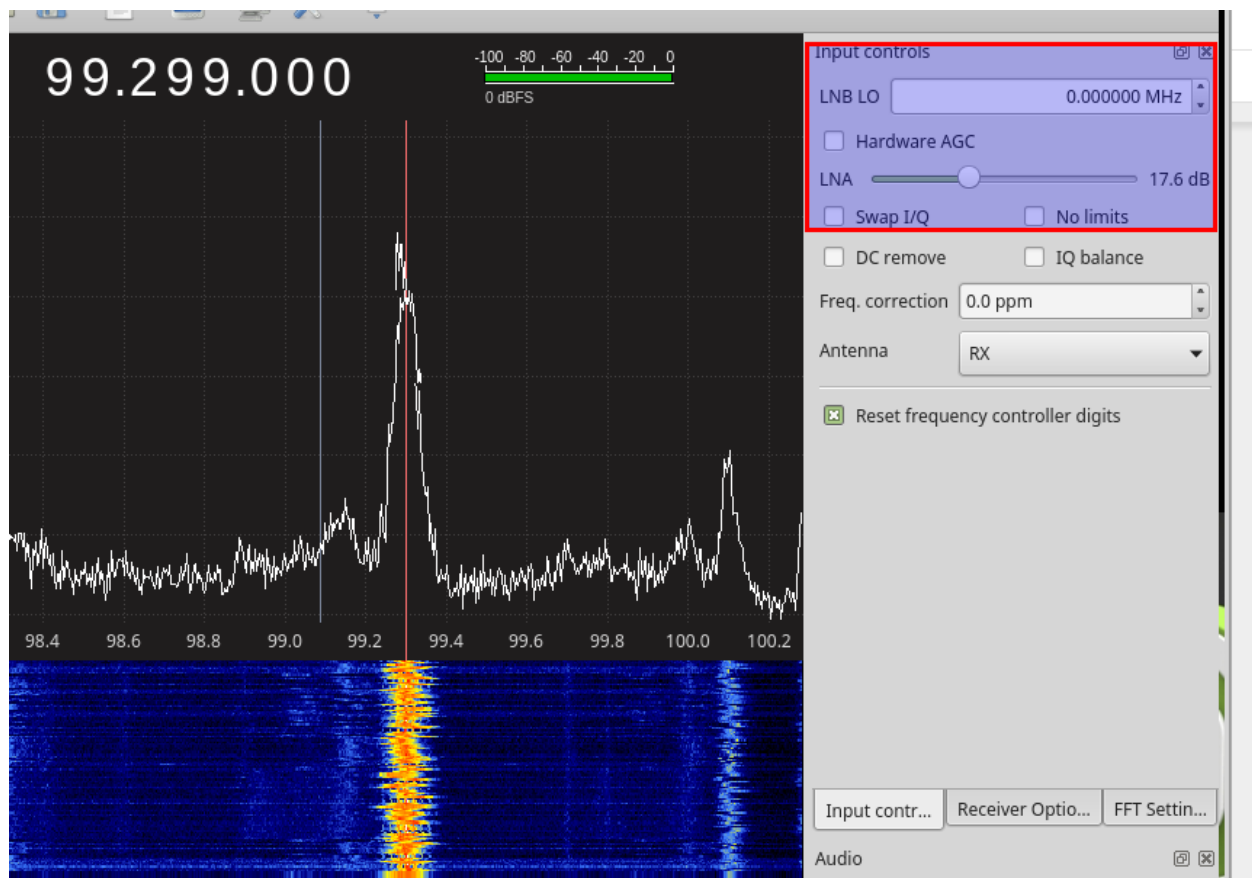 99.299.000
-100 -80 -60 -40 -20 0
0 dBFS
98.4 98.6 98.8 99.0 99.2 99.4 99.6 99.8 100.0 100.2
Input controls
LNB LO 0.000000 MHz
Hardware AGC
LNA 17.6 dB
Swap I/Q No limits
DC remove IQ balance
Freq. correction 0.0 ppm
Antenna RX
Reset frequency controller digits
Input contr... Receiver Optio... FFT Settin...
Audio